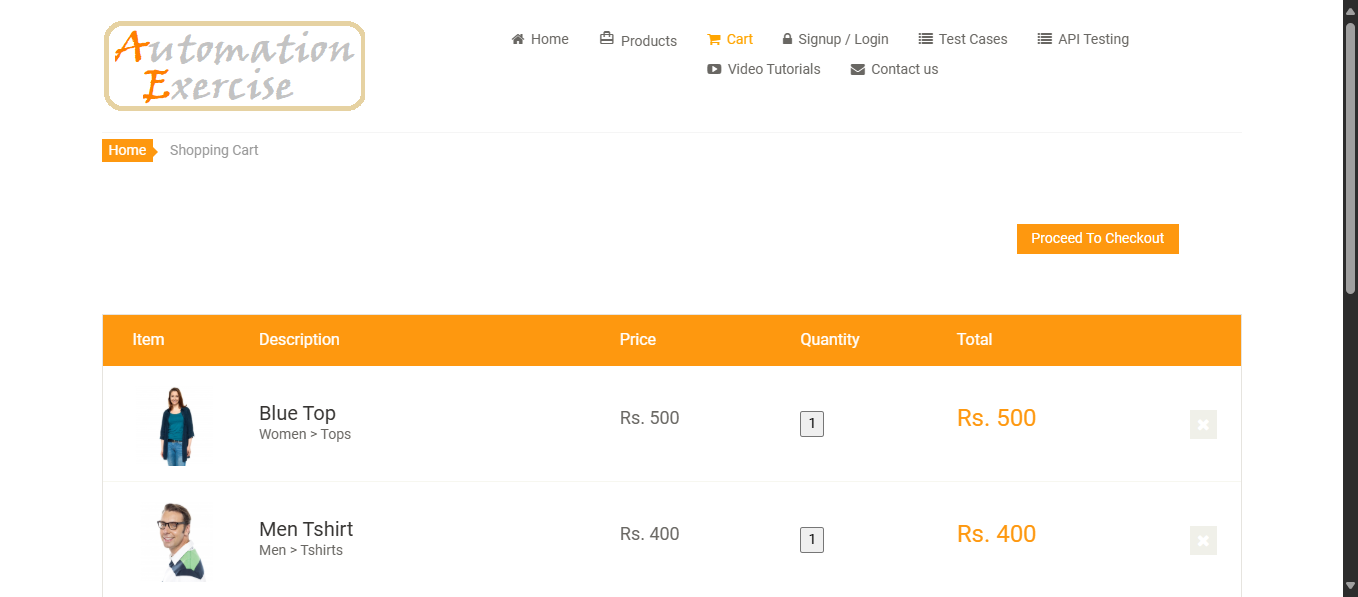 Automation
Exercise
Home Products Cart Signup / Login Test Cases API Testing
Video Tutorials Contact us
Home Shopping Cart
Proceed To Checkout
Item Description Price Quantity Total
Blue Top Rs. 500 1 Rs. 500
Women > Tops
Men Tshirt Rs. 400 1 Rs. 400
Men > Tshirts